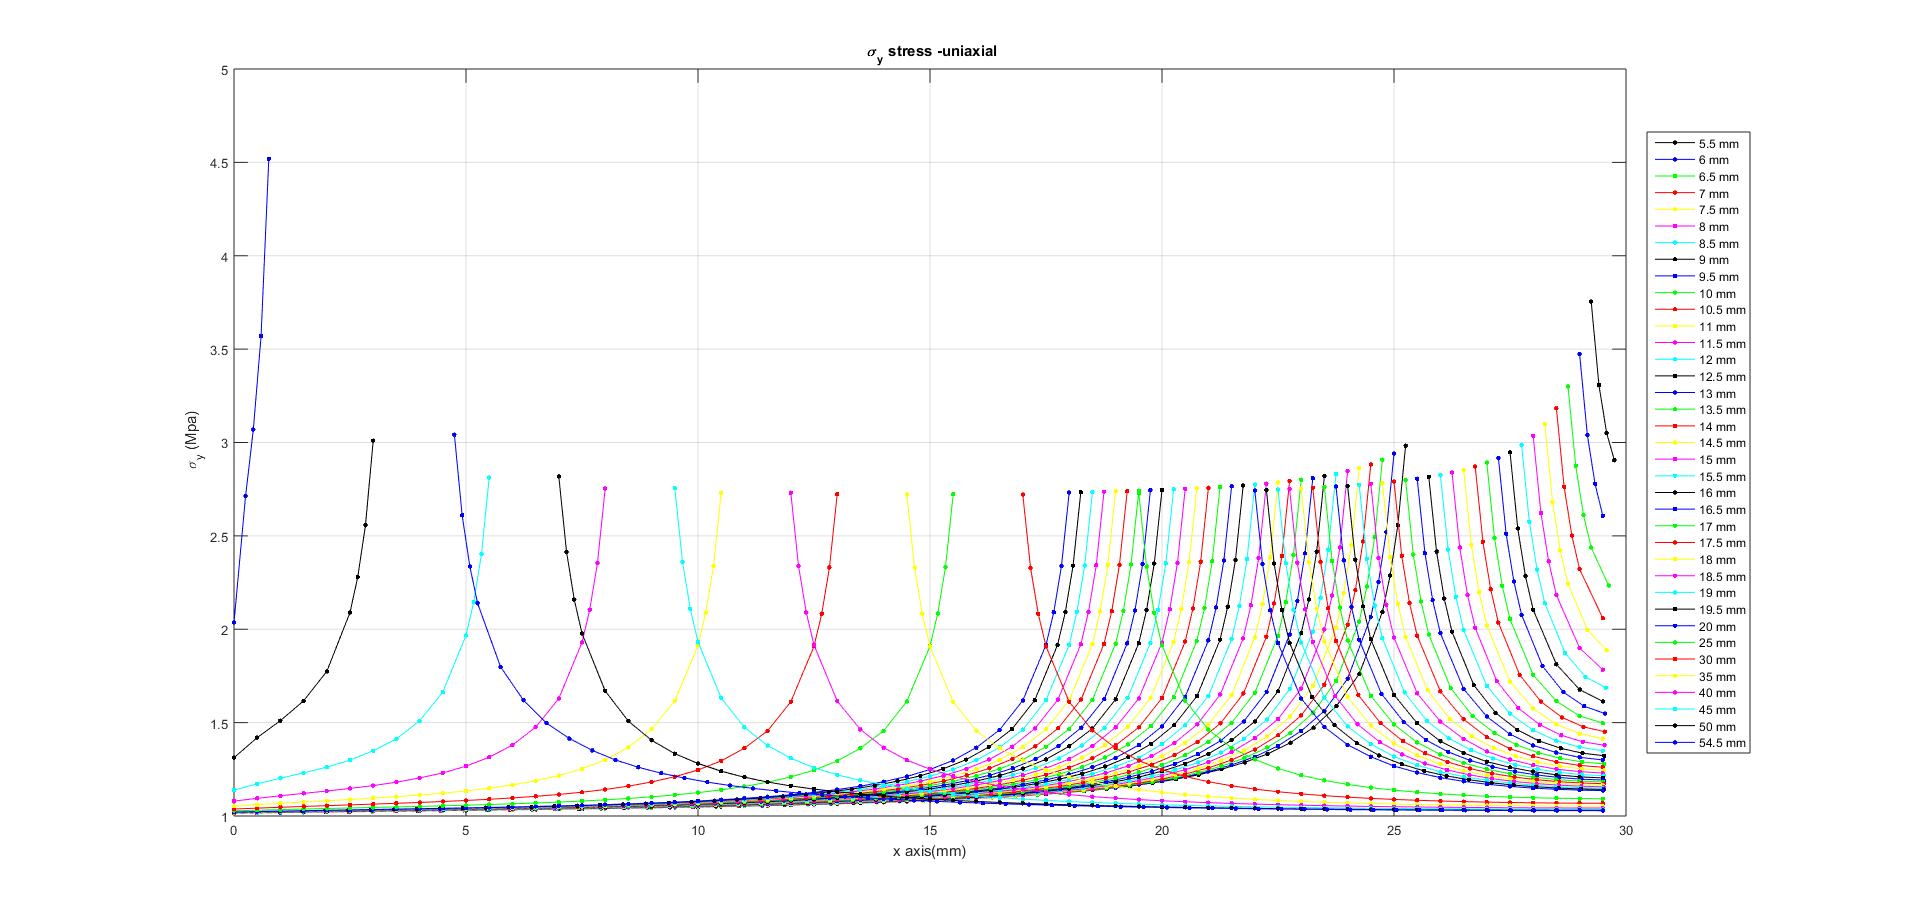 σy stress -uniaxial
5
4.5
4
3.5
3
2.5
2
1.5
1
σy (Mpa)
0
5
10
15
20
25
30
x axis(mm)
5.5 mm
6 mm
6.5 mm
7 mm
7.5 mm
8 mm
8.5 mm
9 mm
9.5 mm
10 mm
10.5 mm
11 mm
11.5 mm
12 mm
12.5 mm
13 mm
13.5 mm
14 mm
14.5 mm
15 mm
15.5 mm
16 mm
16.5 mm
17 mm
17.5 mm
18 mm
18.5 mm
19 mm
19.5 mm
20 mm
25 mm
30 mm
35 mm
40 mm
45 mm
50 mm
54.5 mm